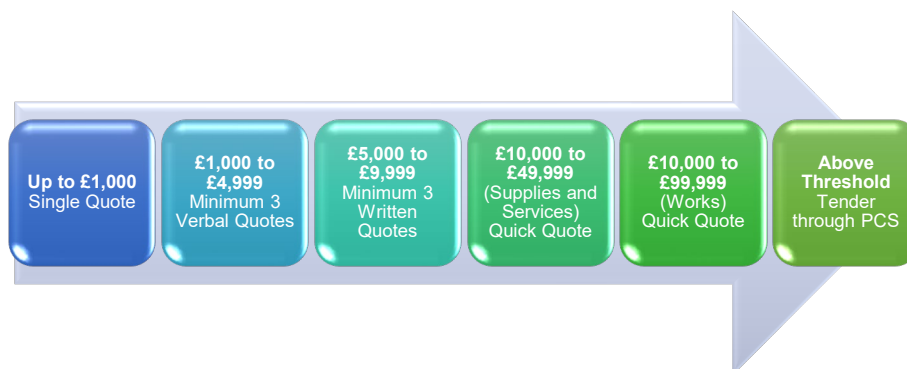 Up to £1,000
Single Quote
£1,000 to
£4,999
Minimum 3
Verbal Quotes
£5,000 to
£9,999
Minimum 3
Written
Quotes
£10,000 to
£49,999
(Supplies and
Services)
Quick Quote
£10,000 to
£99,999
(Works)
Quick Quote
Above
Threshold
Tender
through PCS